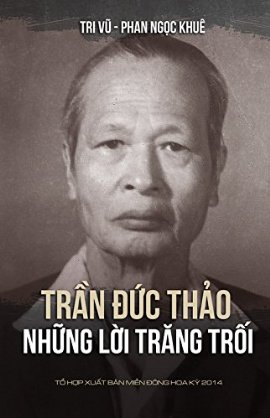 TRI VŨ - PHAN NGỌC KHUÊ
TRẦN ĐỨC THẢO
NHỮNG LỜI TRĂNG TRỐI
TỔ HỢP XUẤT BẢN MIỀN ĐÔNG HOA KỲ 2014